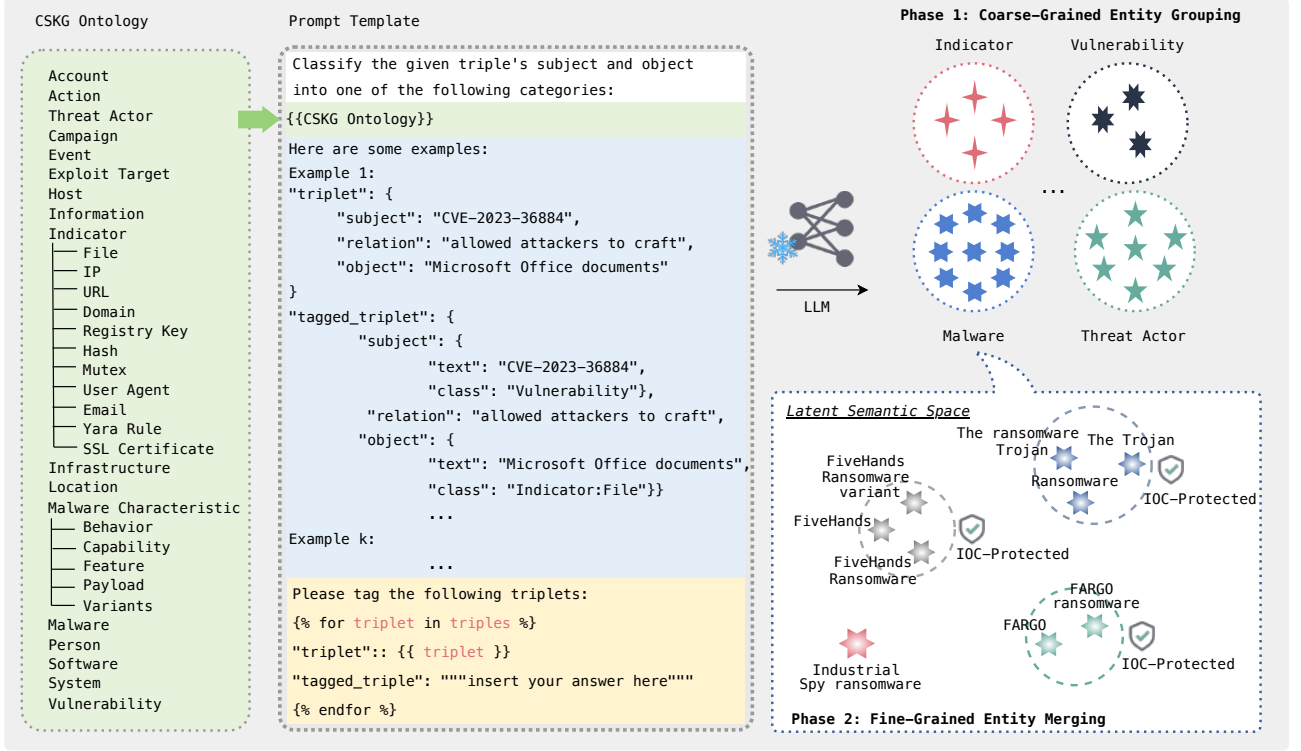 CSKG Ontology
Account
Action
Threat Actor
Campaign
Event
Exploit Target
Host
Information
Indicator
File
IP
URL
Domain
Registry Key
Hash
Mutex
User Agent
Email
Yara Rule
SSL Certificate
Infrastructure
Location
Malware Characteristic
Behavior
Capability
Feature
Payload
Variants
Malware
Person
Software
System
Vulnerability
Prompt Template
Classify the given triple's subject and object
into one of the following categories:
{{CSKG Ontology}}
Here are some examples:
Example 1:
"triplet": {
"subject": "CVE-2023-36884",
"relation": "allowed attackers to craft",
"object": "Microsoft Office documents"
}
"tagged_triplet": {
"subject": {
"text": "CVE-2023-36884",
"class": "Vulnerability"},
"relation": "allowed attackers to craft",
"object": {
"text": "Microsoft Office documents",
"class": "Indicator:File"}}
...
Example k:
...
Please tag the following triplets:
{% for triplet in triples %}
"triplet":: {{ triplet }}
"tagged_triple": """insert your answer here"""
{% endfor %}
LLM
Phase 1: Coarse-Grained Entity Grouping
Indicator
Vulnerability
...
Malware
Threat Actor
Latent Semantic Space
The ransomware
Trojan
The Trojan
Ransomware
IOC-Protected
FiveHands
Ransomware
variant
FiveHands
FiveHands
Ransomware
IOC-Protected
FARGO
ransomware
FARGO
IOC-Protected
Industrial
Spy ransomware
Phase 2: Fine-Grained Entity Merging